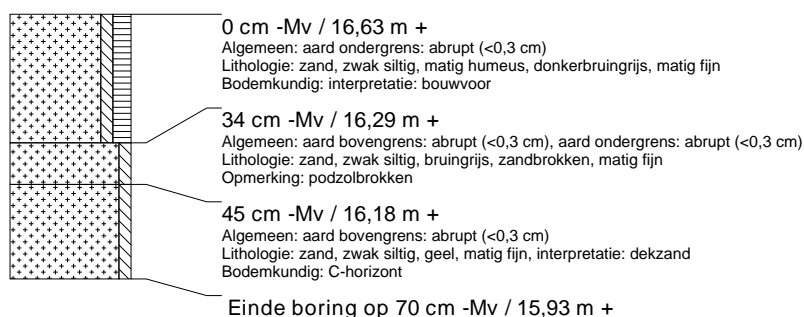 0 cm -Mv / 16,63 m +
Algemeen: aard ondergrens: abrupt (<0,3 cm)
Lithologie: zand, zwak siltig, matig humeus, donkerbruingrijs, matig fijn
Bodemkundig: interpretatie: bouwvoor
34 cm -Mv / 16,29 m +
Algemeen: aard bovengrens: abrupt (<0,3 cm), aard ondergrens: abrupt (<0,3 cm)
Lithologie: zand, zwak siltig, bruingrijs, zandbrokken, matig fijn
Opmerking: podzolbrokken
45 cm -Mv / 16,18 m +
Algemeen: aard bovengrens: abrupt (<0,3 cm)
Lithologie: zand, zwak siltig, geel, matig fijn, interpretatie: dekzand
Bodemkundig: C-horizont
Einde boring op 70 cm -Mv / 15,93 m +